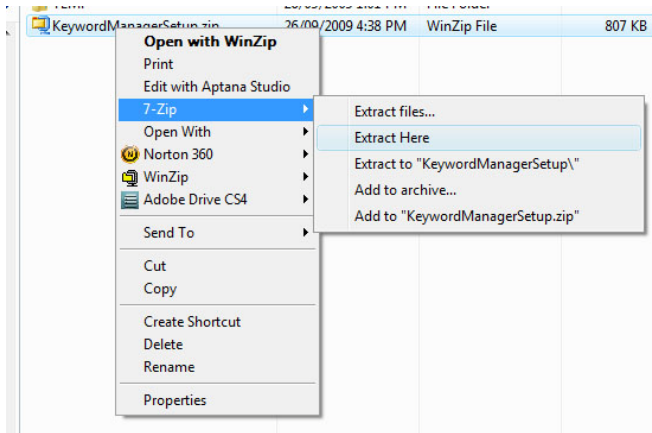 KeywordManagerSetup.zip 26/09/2009 4:38 PM WinZip File 807 KB
Open with WinZip
Print
Edit with Aptana Studio
7-Zip
Extract files...
Open With
Extract Here
Norton 360
Extract to "KeywordManagerSetup\"
WinZip
Add to archive...
Adobe Drive CS4
Add to "KeywordManagerSetup.zip"
Send To
Cut
Copy
Create Shortcut
Delete
Rename
Properties